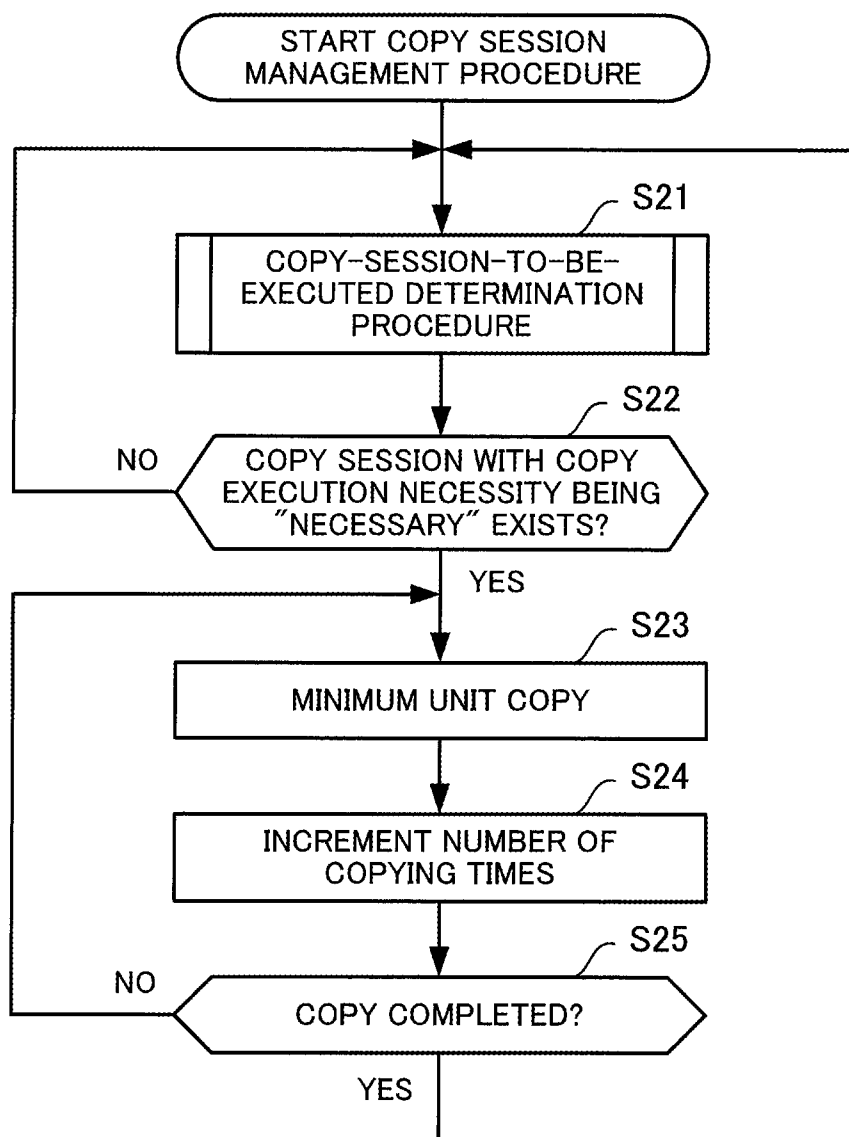 START COPY SESSION
MANAGEMENT PROCEDURE
S21
COPY-SESSION-TO-BE-
EXECUTED DETERMINATION
PROCEDURE
S22
NO
COPY SESSION WITH COPY
EXECUTION NECESSITY BEING
"NECESSARY" EXISTS?
YES
S23
MINIMUM UNIT COPY
S24
INCREMENT NUMBER OF
COPYING TIMES
S25
NO
COPY COMPLETED?
YES